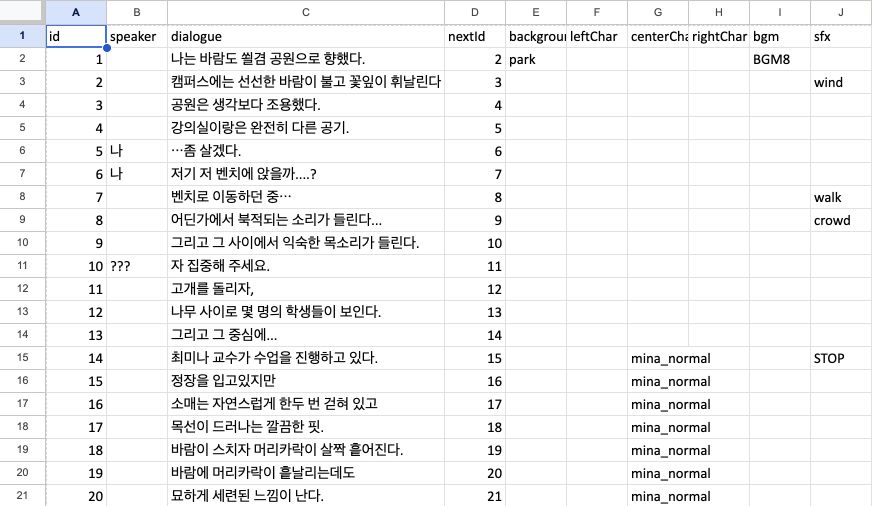 A B C D E F G H I J
1 id speaker dialogue nextId backgrou leftChar centerCha rightChar bgm sfx
2 1 나는 바람도 쐴겸 공원으로 향했다. 2 park BGM8
3 2 캠퍼스에는 선선한 바람이 불고 꽃잎이 휘날린다 3 wind
4 3 공원은 생각보다 조용했다. 4
5 4 강의실이랑은 완전히 다른 공기. 5
6 5 나 …좀 살겠다. 6
7 6 나 저기 저 벤치에 앉을까....? 7
8 7 벤치로 이동하던 중… 8 walk
9 8 어딘가에서 북적되는 소리가 들린다... 9 crowd
10 9 그리고 그 사이에서 익숙한 목소리가 들린다. 10
11 10 ??? 자 집중해 주세요. 11
12 11 고개를 돌리자, 12
13 12 나무 사이로 몇 명의 학생들이 보인다. 13
14 13 그리고 그 중심에... 14
15 14 최미나 교수가 수업을 진행하고 있다. 15 mina_normal STOP
16 15 정장을 입고있지만 16 mina_normal
17 16 소매는 자연스럽게 한두 번 걷혀 있고 17 mina_normal
18 17 목선이 드러나는 깔끔한 핏. 18 mina_normal
19 18 바람이 스치자 머리카락이 살짝 흩어진다. 19 mina_normal
20 19 바람에 머리카락이 흩날리는데도 20 mina_normal
21 20 묘하게 세련된 느낌이 난다. 21 mina_normal